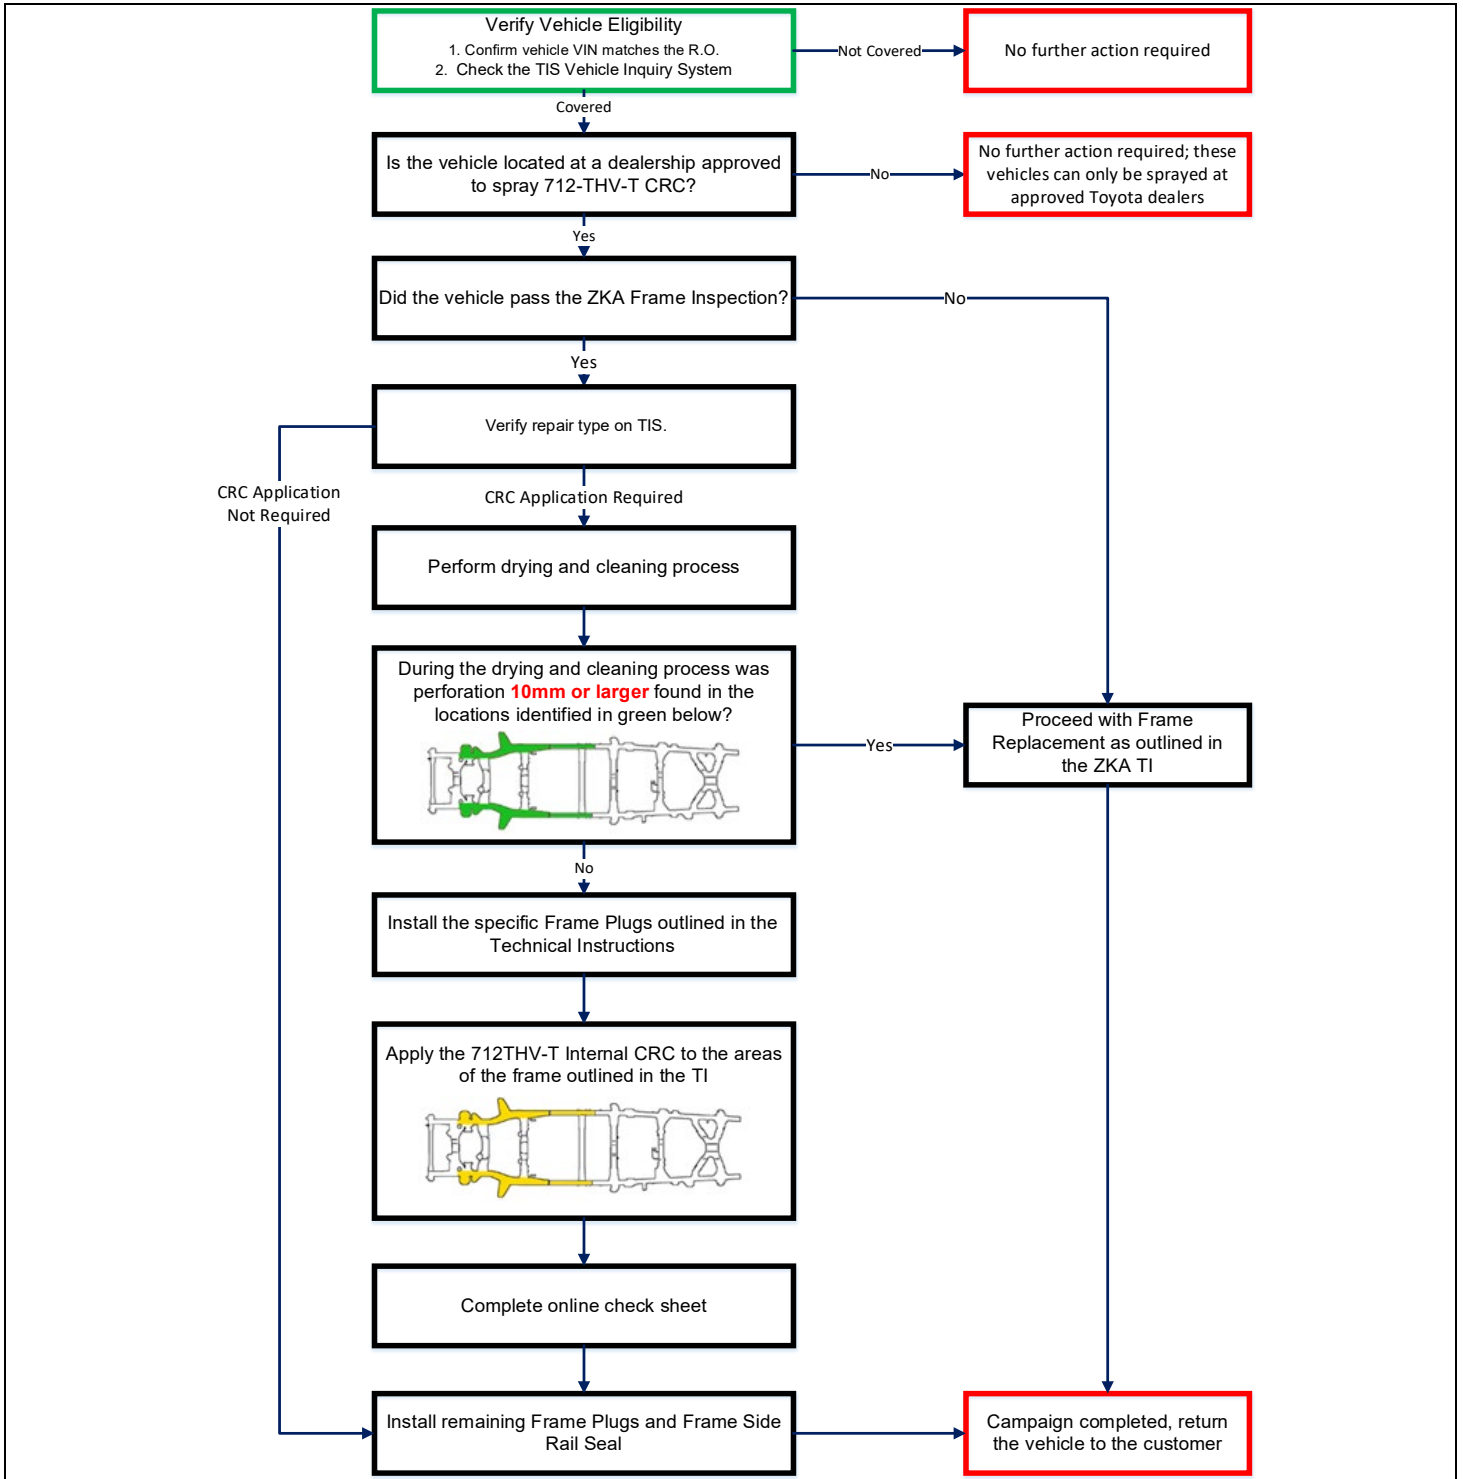 Verify Vehicle Eligibility
1. Confirm vehicle VIN matches the R.O.
2. Check the TIS Vehicle Inquiry System
Not Covered
No further action required
Covered
Is the vehicle located at a dealership approved
to spray 712-THV-T CRC?
No
No further action required; these
vehicles can only be sprayed at
approved Toyota dealers
Yes
Did the vehicle pass the ZKA Frame Inspection?
No
Yes
Verify repair type on TIS.
CRC Application
Not Required
CRC Application Required
Perform drying and cleaning process
During the drying and cleaning process was
perforation 10mm or larger found in the
locations identified in green below?
Yes
Proceed with Frame
Replacement as outlined in
the ZKA TI
No
Install the specific Frame Plugs outlined in the
Technical Instructions
Apply the 712THV-T Internal CRC to the areas
of the frame outlined in the TI
Complete online check sheet
Install remaining Frame Plugs and Frame Side
Rail Seal
Campaign completed, return
the vehicle to the customer